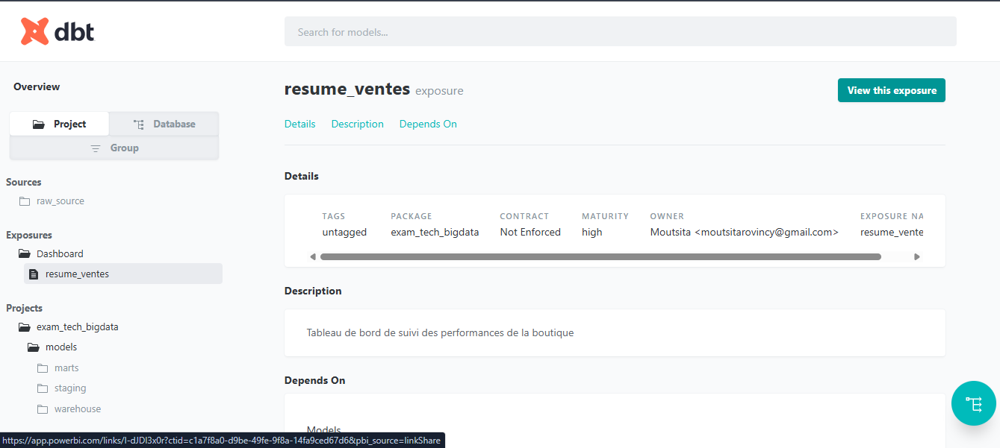 dbt
Search for models...
Overview
Project
Database
Group
Sources
raw_source
Exposures
Dashboard
resume_ventes
Projects
exam_tech_bigdata
models
marts
staging
warehouse
resume_ventes exposure
View this exposure
Details Description Depends On
Details
TAGS PACKAGE CONTRACT MATURITY OWNER EXPOSURE NA
untagged exam_tech_bigdata Not Enforced high Moutsita <moutsitarovincy@gmail.com> resume_vente
Description
Tableau de bord de suivi des performances de la boutique
Depends On
Models
https://app.powerbi.com/links/l-dJDl3x0r?ctid=c1a7f8a0-d9be-49fe-9f8a-14fa9ced67d6&pbi_source=linkShare